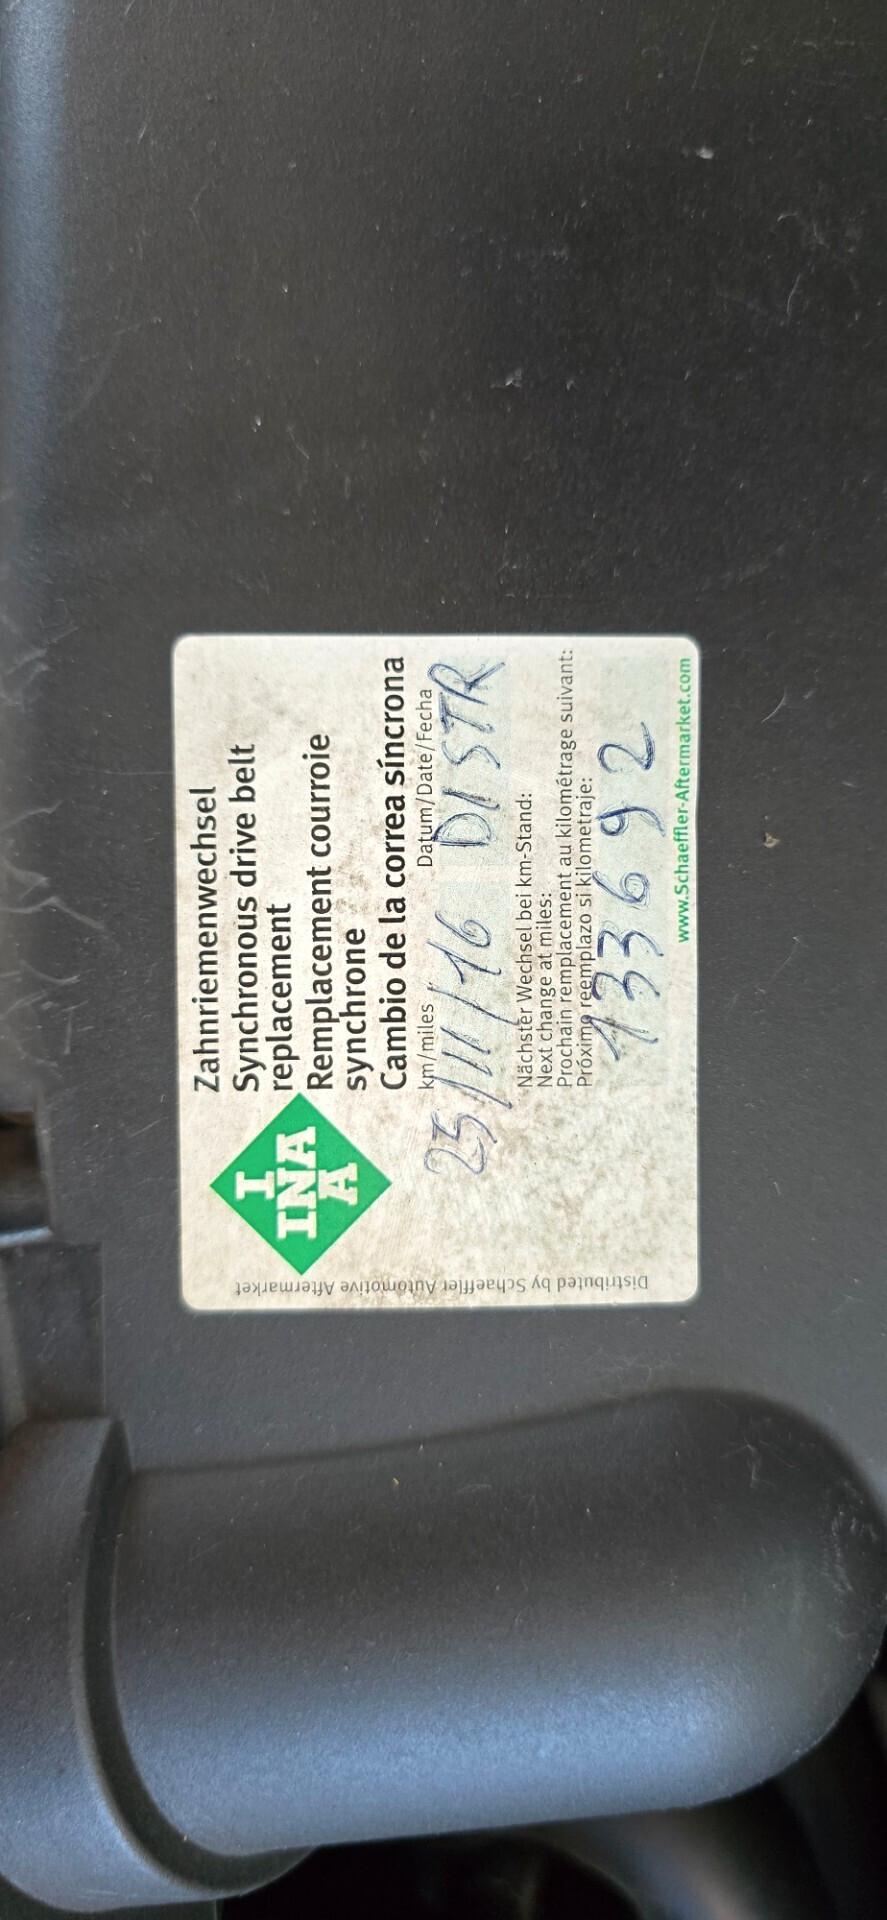 Zahnriemenwechsel
Synchronous drive belt
replacement
Remplacement courroie
synchrone
Cambio de la correa síncrona
km/miles Datum/Date/Fecha
25/11/16 DISTR
Nächster Wechsel bei km-Stand:
Next change at miles:
Prochain remplacement au kilométrage suivant:
Próximo reemplazo si kilometraje:
133692
www.Schaeffler-Aftermarket.com
I
INA
A
Distributed by Schaeffler Automotive Aftermarket